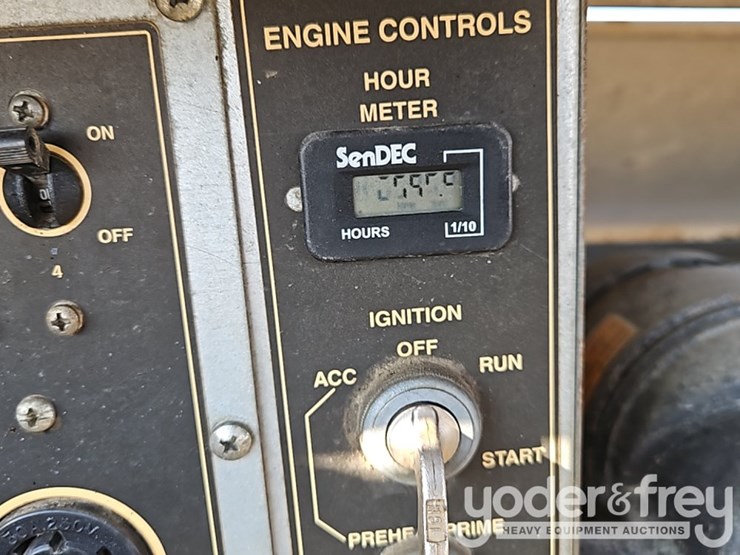 ENGINE CONTROLS
HOUR
METER
SenDEC
HOURS
1/10
ON
OFF
4
IGNITION
OFF
ACC
RUN
START
PREHE
PRIME
yoder&frey
HEAVY EQUIPMENT AUCTIONS